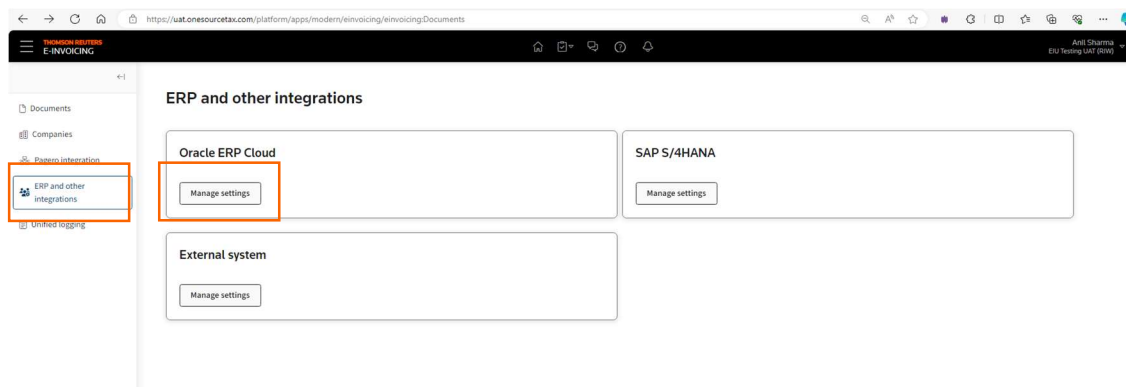 https://uat.onesourcetax.com/platform/apps/modern/einvoicing/einvoicing:Documents
THOMSON REUTERS
E-INVOICING
Anil Sharma
EIU Testing UAT (RIW)
Documents
Companies
Pagero integration
ERP and other
integrations
Unified logging
ERP and other integrations
Oracle ERP Cloud
Manage settings
SAP S/4HANA
Manage settings
External system
Manage settings